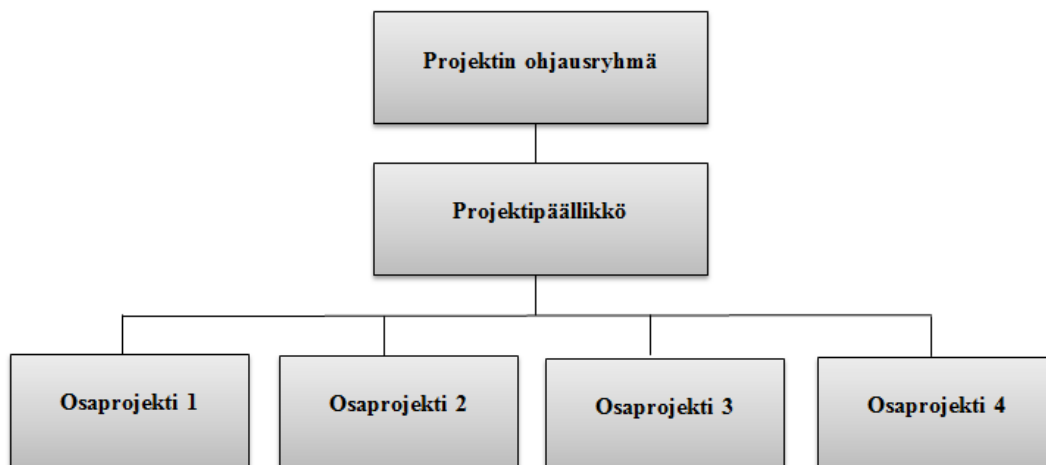 Projektin ohjausryhmä
Projektipäällikkö
Osaprojekti 1
Osaprojekti 2
Osaprojekti 3
Osaprojekti 4